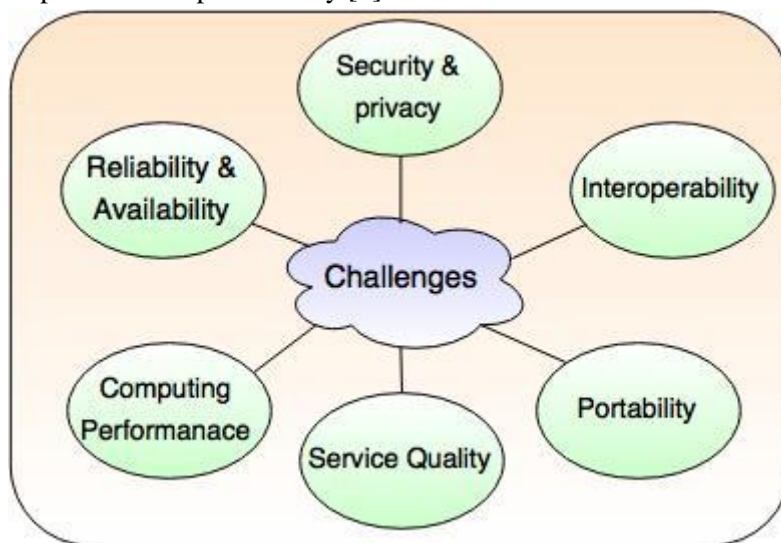 Security &
privacy
Reliability &
Availability
Interoperability
Challenges
Computing
Performanace
Portability
Service Quality